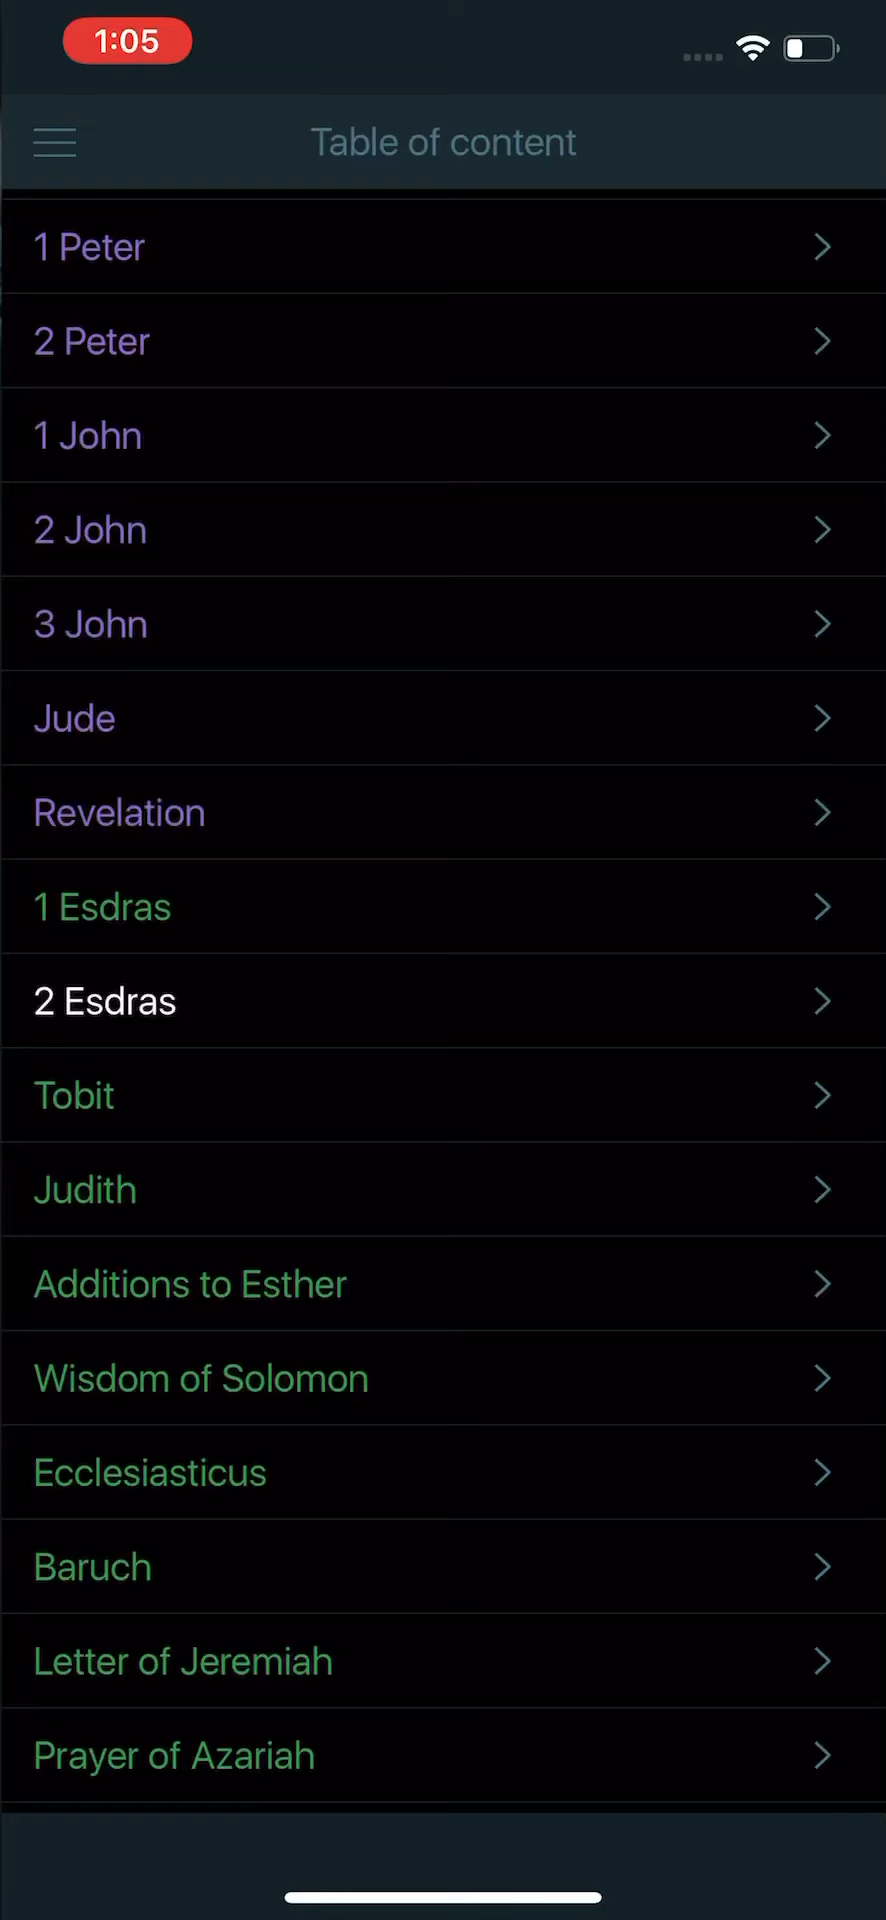 1:05
Table of content
1 Peter
2 Peter
1 John
2 John
3 John
Jude
Revelation
1 Esdras
2 Esdras
Tobit
Judith
Additions to Esther
Wisdom of Solomon
Ecclesiasticus
Baruch
Letter of Jeremiah
Prayer of Azariah